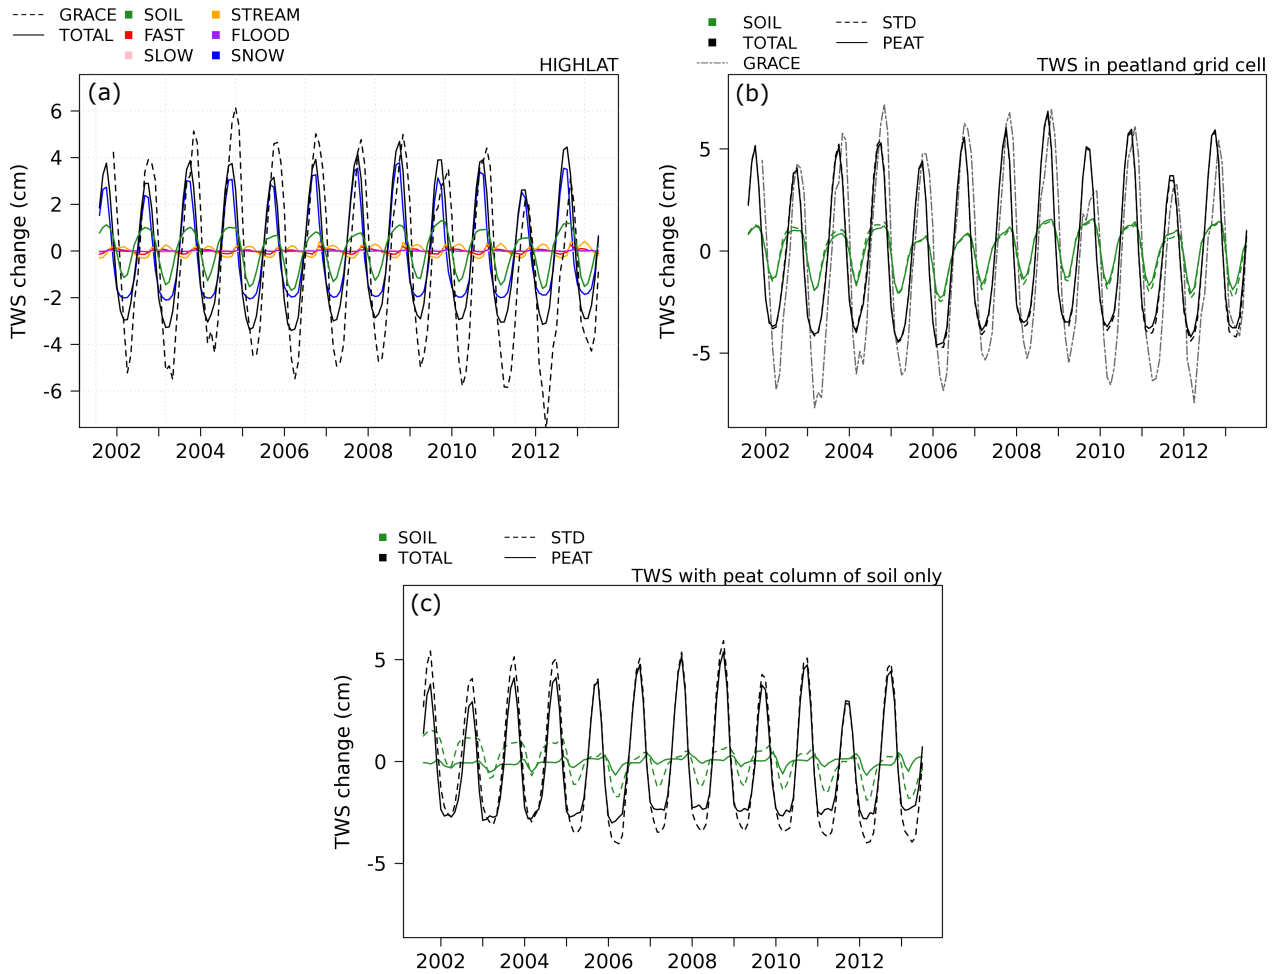 GRACE SOIL STREAM
TOTAL FAST FLOOD
SLOW SNOW
HIGHLAT
(a)
TWS change (cm)
6
4
2
0
-2
-4
-6
2002 2004 2006 2008 2010 2012
SOIL STD
TOTAL PEAT
GRACE
TWS in peatland grid cell
(b)
TWS change (cm)
5
0
-5
2002 2004 2006 2008 2010 2012
SOIL STD
TOTAL PEAT
TWS with peat column of soil only
(c)
TWS change (cm)
5
0
-5
2002 2004 2006 2008 2010 2012